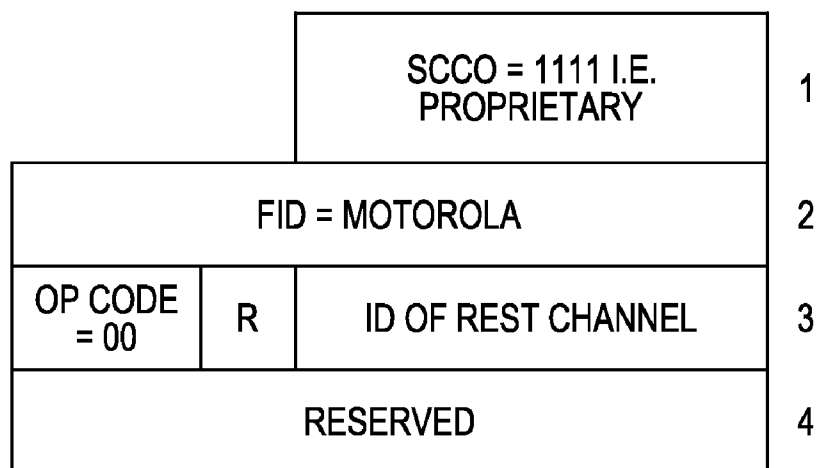 SCCO = 1111 I.E.
PROPRIETARY
1
FID = MOTOROLA
2
OP CODE
= 00
R
ID OF REST CHANNEL
3
RESERVED
4